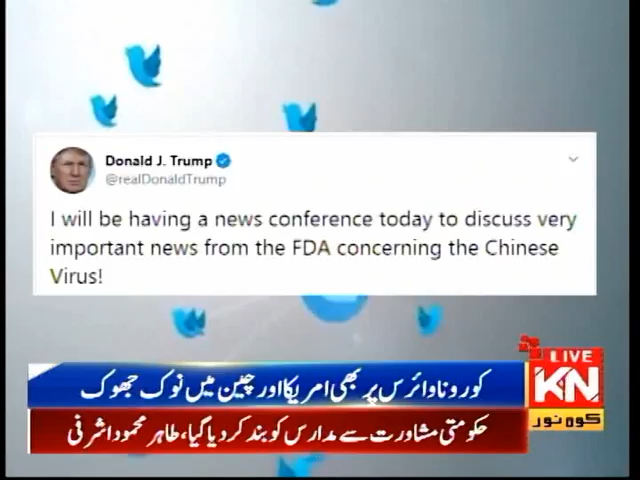 Donald J. Trump
@realDonaldTrump
I will be having a news conference today to discuss very
important news from the FDA concerning the Chinese
Virus!
LIVE
KN
کوہ نور
کورونا وائرس پر بھی امریکا اور چین میں نوک جھوک
حکومتی مشاورت سے مدارس کو بند کر دیا گیا، طاہر محمود اشرفی